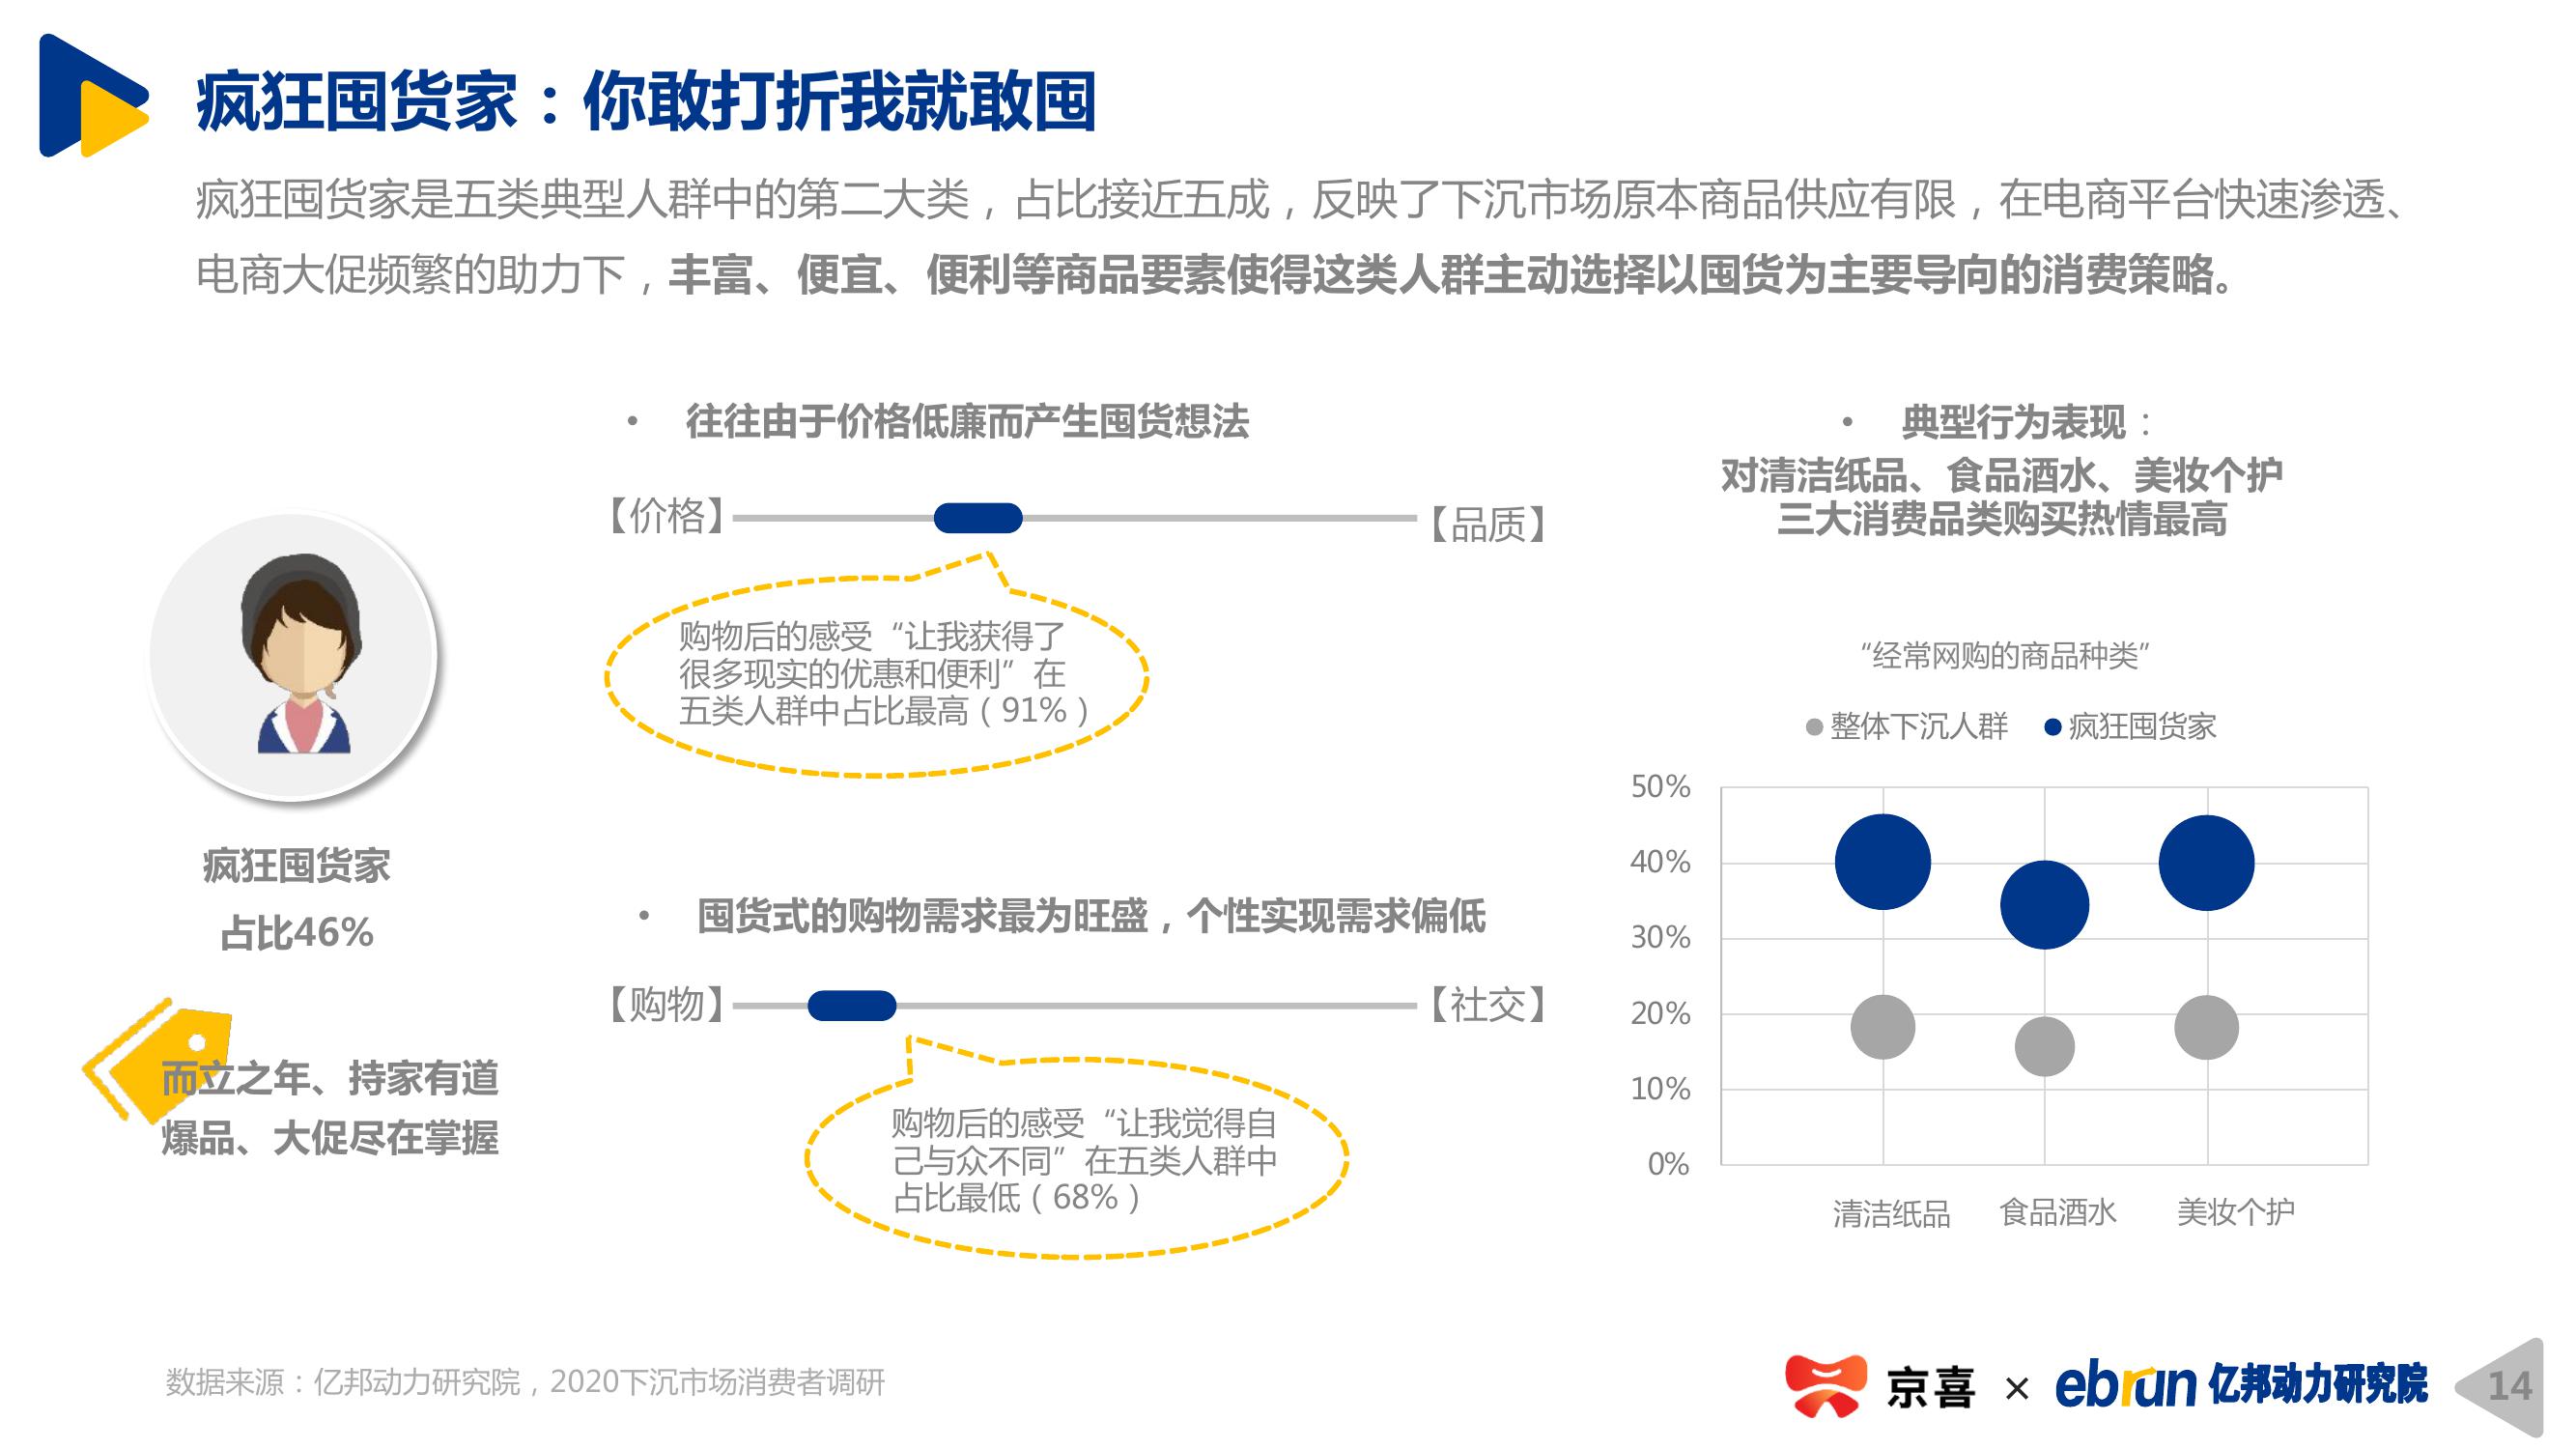 疯狂囤货家：你敢打折我就敢囤
疯狂囤货家是五类典型人群中的第二大类，占比接近五成，反映了下沉市场原本商品供应有限，在电商平台快速渗透、
电商大促频繁的助力下，丰富、便宜、便利等商品要素使得这类人群主动选择以囤货为主要导向的消费策略。
疯狂囤货家
占比46%
而立之年、持家有道
爆品、大促尽在掌握
• 往往由于价格低廉而产生囤货想法
【价格】
【品质】
购物后的感受“让我获得了
很多现实的优惠和便利”在
五类人群中占比最高（91%）
• 囤货式的购物需求最为旺盛，个性实现需求偏低
【购物】
【社交】
购物后的感受“让我觉得自
己与众不同”在五类人群中
占比最低（68%）
• 典型行为表现：
对清洁纸品、食品酒水、美妆个护
三大消费品类购买热情最高
“经常网购的商品种类”
整体下沉人群 疯狂囤货家
50%
40%
30%
20%
10%
0%
清洁纸品 食品酒水 美妆个护
数据来源：亿邦动力研究院，2020下沉市场消费者调研
京喜 × ebrun 亿邦动力研究院
14